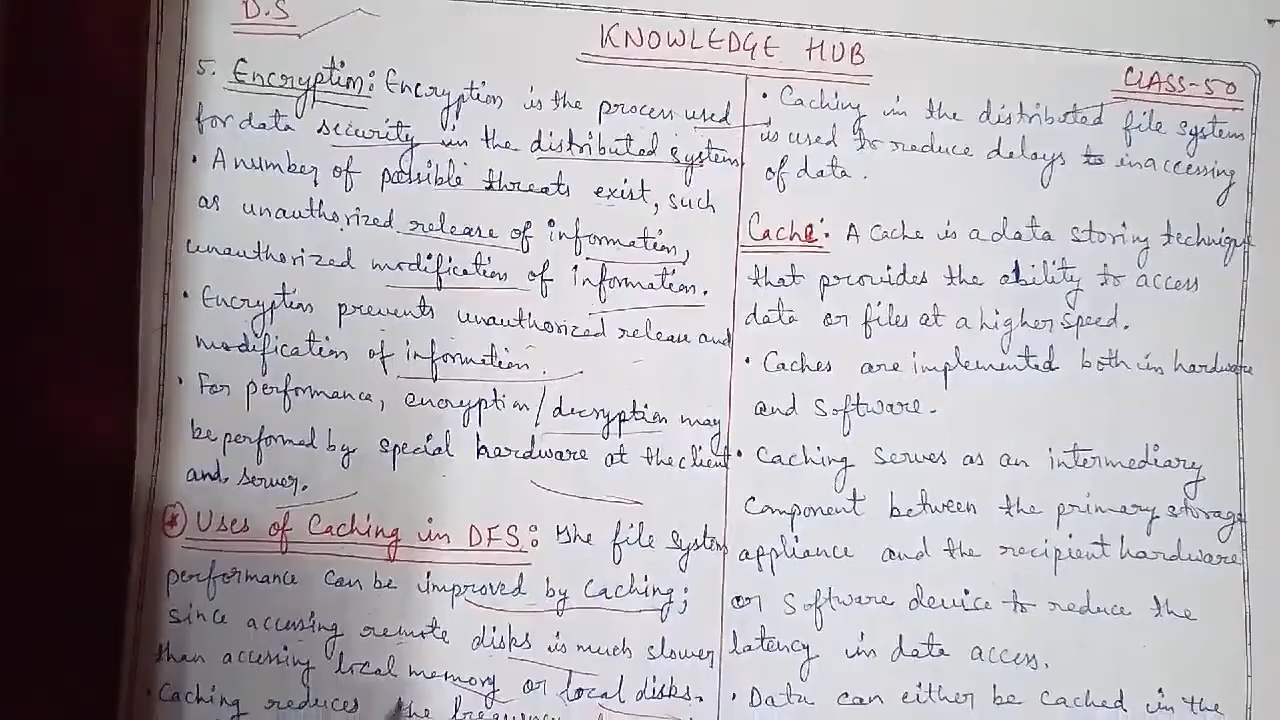 D.S
KNOWLEDGE HUB
CLASS-50
5. Encryption: Encryption is the process used
for data security in the distributed system
• A number of possible threats exist, such
as unauthorized release of information,
unauthorized modification of information.
• Encryption prevents unauthorized release and
modification of information.
• For performance, encryption/decryption may
be performed by special hardware at the client
and server.
* Uses of Caching in DFS: The file system
performance can be improved by caching;
since accessing remote disks is much slower
than accessing local memory or local disks.
• Caching reduces the frequency
• Caching in the distributed file system
is used to reduce delays in accessing
of data.
Cache: A cache is a data storing technique
that provides the ability to access
data or files at a higher speed.
• Caches are implemented both in hardware
and software.
• Caching serves as an intermediary
component between the primary storage
appliance and the recipient hardware
or software device to reduce the
latency in data access.
• Data can either be cached in the